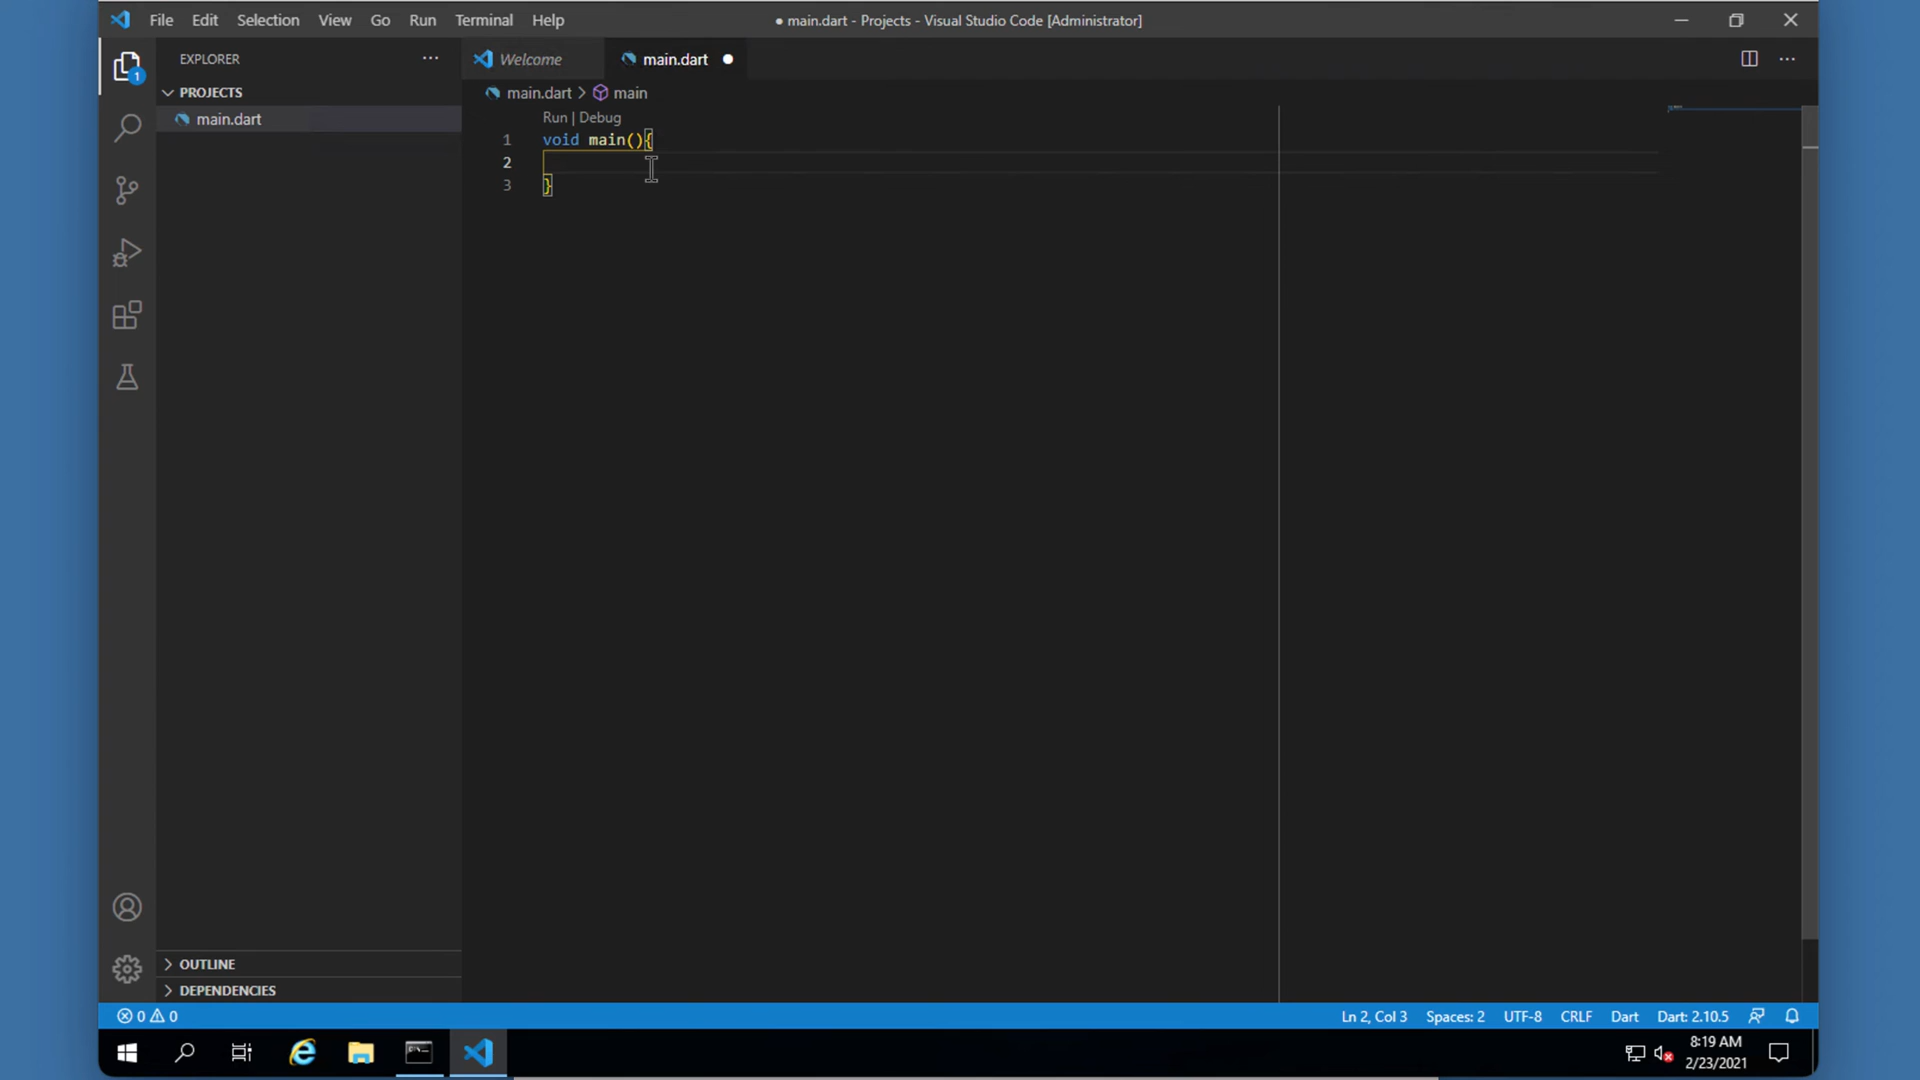 File Edit Selection View Go Run Terminal Help ● main.dart - Projects - Visual Studio Code [Administrator]
EXPLORER
Welcome
main.dart
1
PROJECTS
main.dart > main
main.dart
Run | Debug
1 void main(){
2
3 }
OUTLINE
DEPENDENCIES
0 0 Ln 2, Col 3 Spaces: 2 UTF-8 CRLF Dart Dart: 2.10.5
8:19 AM
2/23/2021